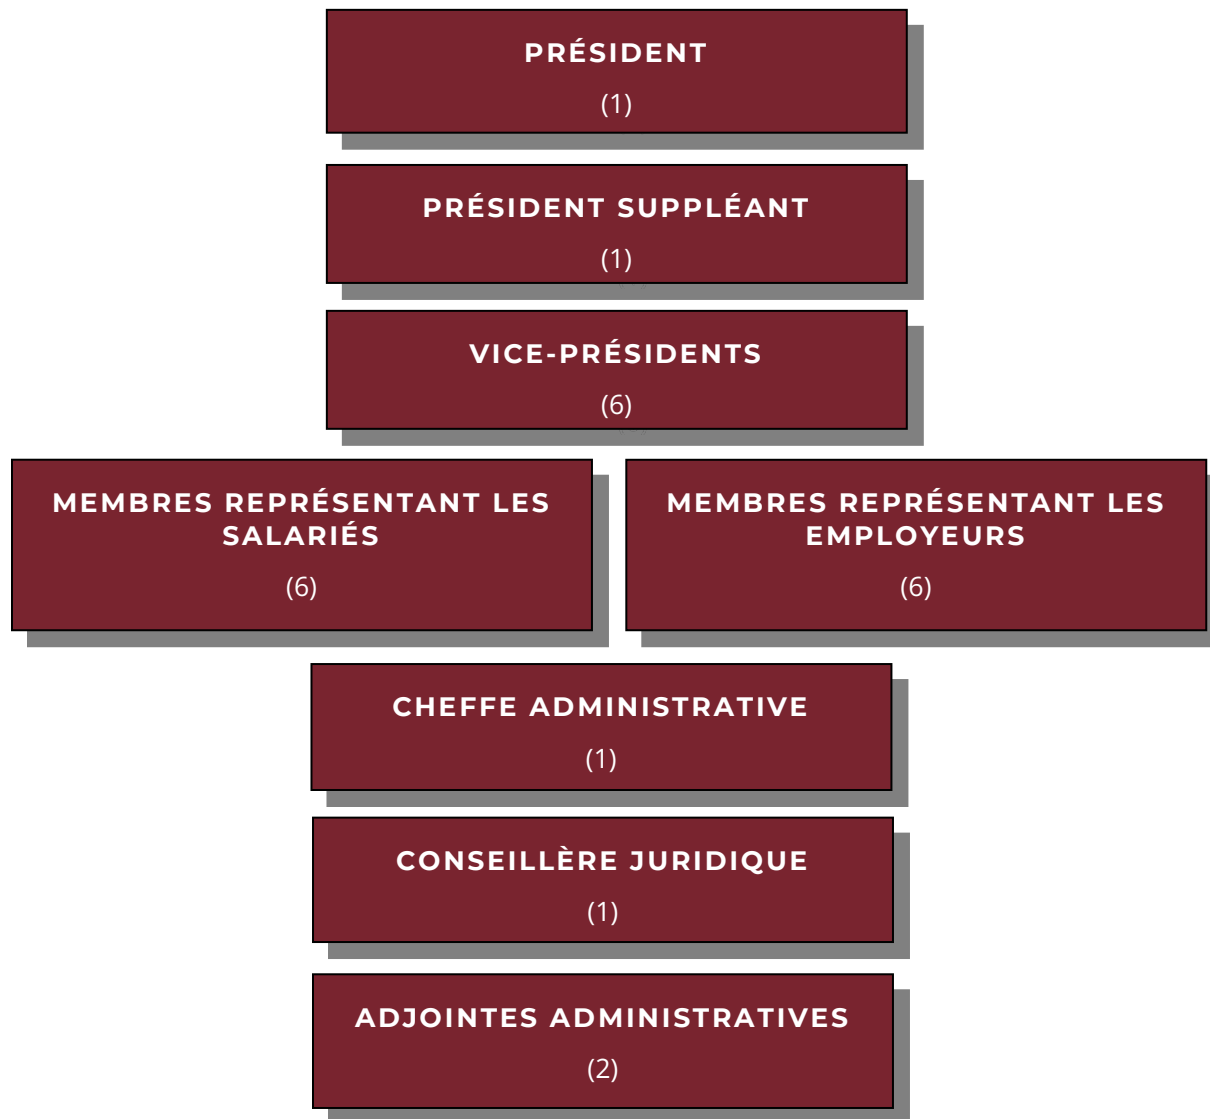 PRÉSIDENT
(1)
PRÉSIDENT SUPPLÉANT
(1)
VICE-PRÉSIDENTS
(6)
MEMBRES REPRÉSENTANT LES
SALARIÉS
(6)
MEMBRES REPRÉSENTANT LES
EMPLOYEURS
(6)
CHEFFE ADMINISTRATIVE
(1)
CONSEILLÈRE JURIDIQUE
(1)
ADJOINTES ADMINISTRATIVES
(2)